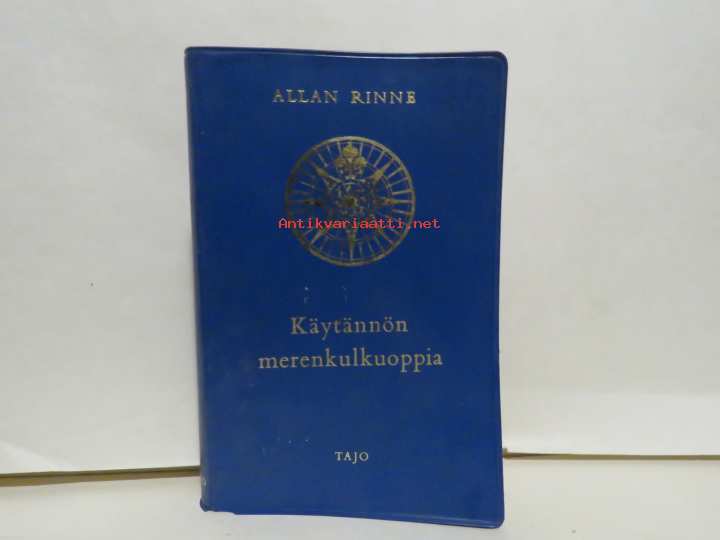 ALLAN RINNE
Antikvariaatti.net
Käytännön
merenkulkuoppia
TAJO